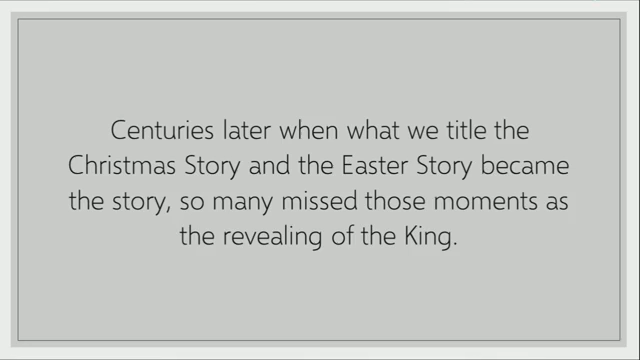 Centuries later when what we title the
Christmas Story and the Easter Story became
the story, so many missed those moments as
the revealing of the King.